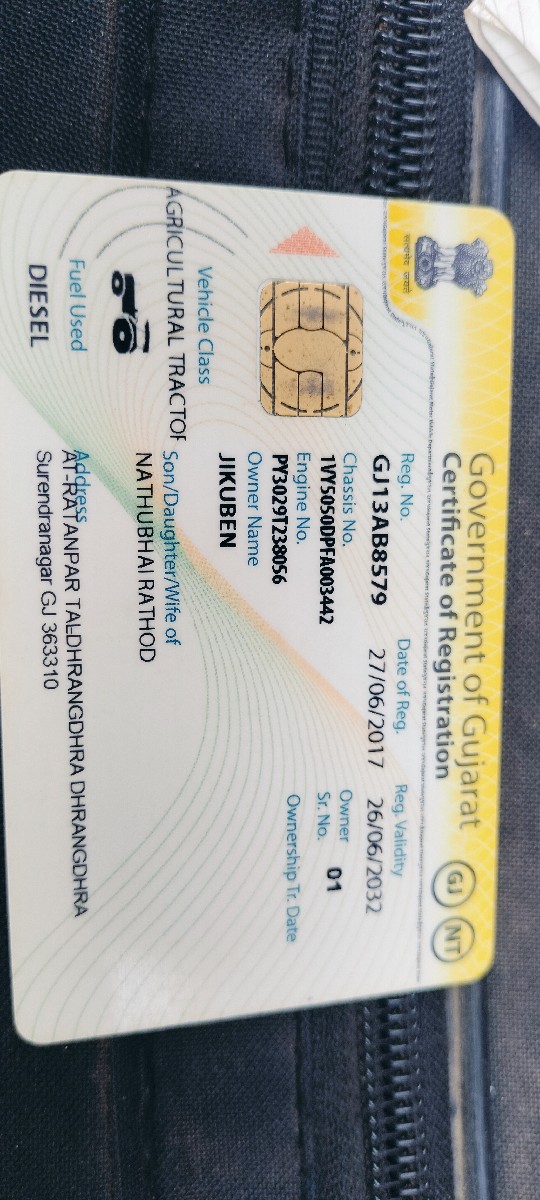 Government of Gujarat
Certificate of Registration
GJ NT
सत्यमेव जयते
Reg. No. Date of Reg. Reg. Validity
GJ13AB8579 27/06/2017 26/06/2032
Chassis No. Owner
1VY5050DPFA003442 Sr. No. 01
Engine No. Ownership Tr. Date
PY3029T238056
Owner Name
JIKUBEN
Vehicle Class
AGRICULTURAL TRACTOR
Son/Daughter/Wife of
NATHUBHAI RATHOD
Fuel Used
DIESEL
Address
AT-RATANPAR TALDHRANGDHRA DHRANGDHRA
Surendranagar GJ 363310